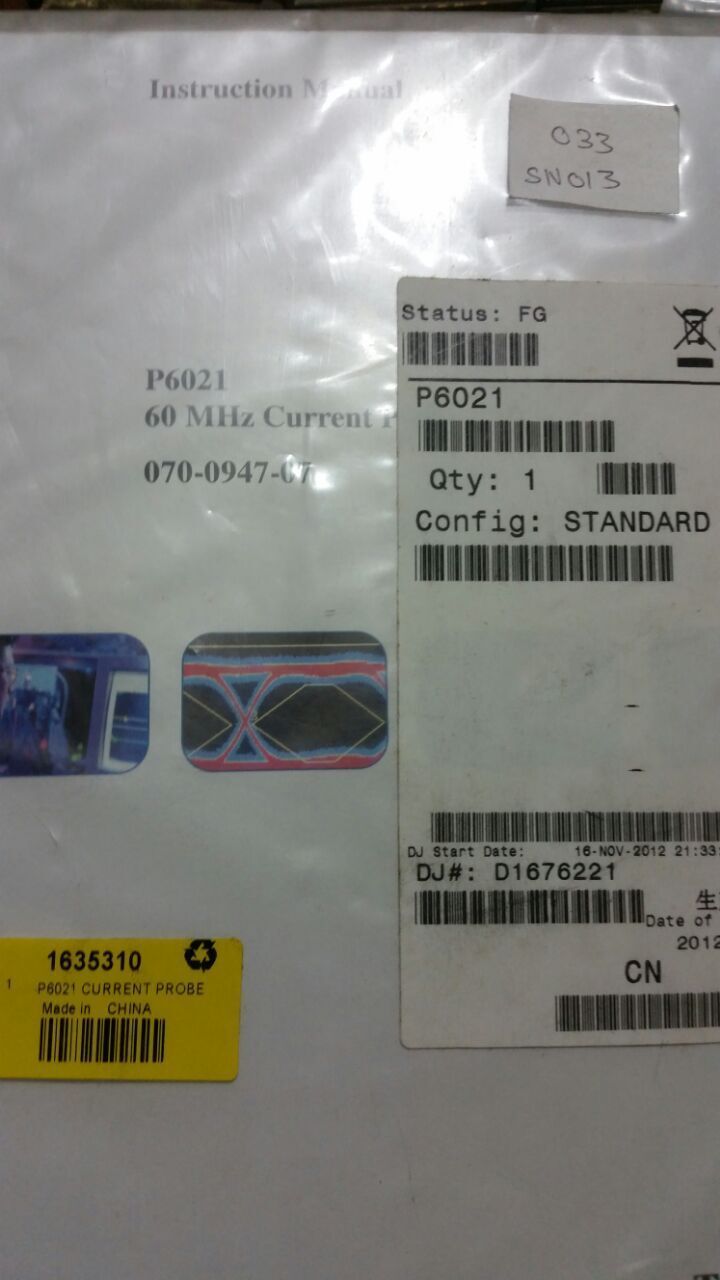 Instruction Manual
033
SN013
Status: FG
P6021
60 MHz Current
070-0947-07
P6021
Qty: 1
Config: STANDARD
DJ Start Date: 16-NOV-2012 21:33:
DJ#: D1676221
生
Date of
2012
CN
1635310
1 P6021 CURRENT PROBE
Made in CHINA